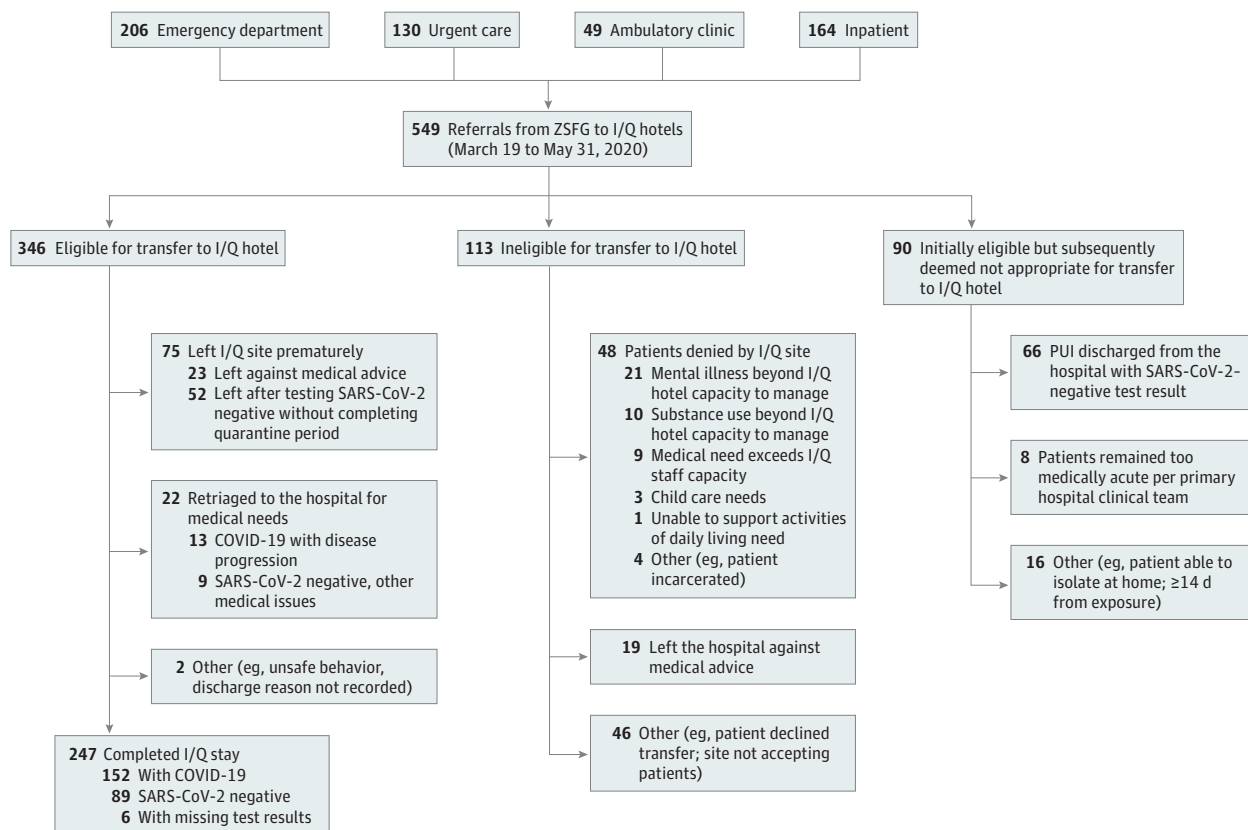 206 Emergency department
130 Urgent care
49 Ambulatory clinic
164 Inpatient
549 Referrals from ZSFG to I/Q hotels
(March 19 to May 31, 2020)
346 Eligible for transfer to I/Q hotel
113 Ineligible for transfer to I/Q hotel
90 Initially eligible but subsequently
deemed not appropriate for transfer
to I/Q hotel
75 Left I/Q site prematurely
23 Left against medical advice
52 Left after testing SARS-CoV-2
negative without completing
quarantine period
22 Retriaged to the hospital for
medical needs
13 COVID-19 with disease
progression
9 SARS-CoV-2 negative, other
medical issues
2 Other (eg, unsafe behavior,
discharge reason not recorded)
247 Completed I/Q stay
152 With COVID-19
89 SARS-CoV-2 negative
6 With missing test results
48 Patients denied by I/Q site
21 Mental illness beyond I/Q
hotel capacity to manage
10 Substance use beyond I/Q
hotel capacity to manage
9 Medical need exceeds I/Q
staff capacity
3 Child care needs
1 Unable to support activities
of daily living need
4 Other (eg, patient
incarcerated)
19 Left the hospital against
medical advice
46 Other (eg, patient declined
transfer; site not accepting
patients)
66 PUI discharged from the
hospital with SARS-CoV-2-
negative test result
8 Patients remained too
medically acute per primary
hospital clinical team
16 Other (eg, patient able to
isolate at home; ≥14 d
from exposure)